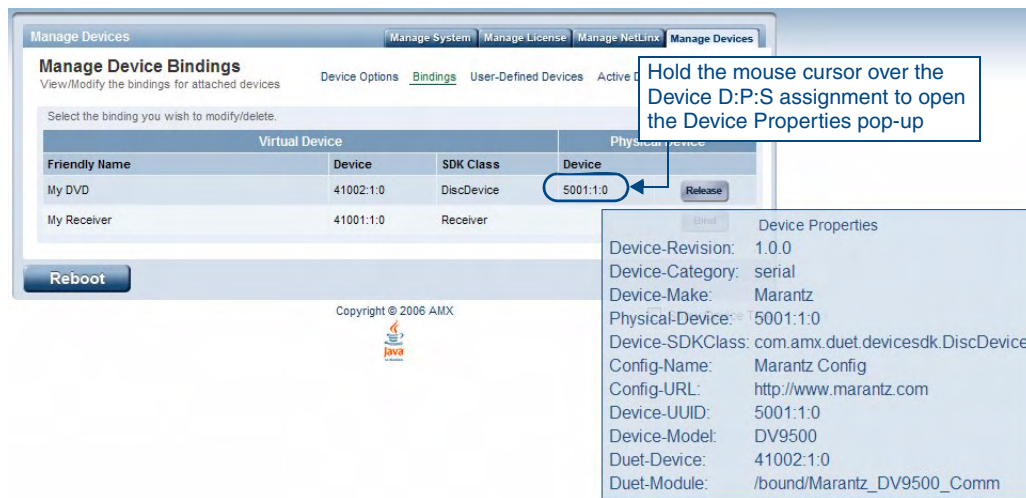 Manage Devices
Manage System Manage License Manage NetLinx Manage Devices
Manage Device Bindings
View/Modify the bindings for attached devices
Device Options Bindings User-Defined Devices Active D
Hold the mouse cursor over the
Device D:P:S assignment to open
the Device Properties pop-up
Select the binding you wish to modify/delete.
Virtual Device Physical Device
Friendly Name Device SDK Class Device
My DVD 41002:1:0 DiscDevice 5001:1:0 Release
My Receiver 41001:1:0 Receiver Bind
Reboot
Copyright © 2006 AMX
Java
Device Properties
Device-Revision: 1.0.0
Device-Category: serial
Device-Make: Marantz
Physical-Device: 5001:1:0
Device-SDKClass: com.amx.duet.devicesdk.DiscDevice
Config-Name: Marantz Config
Config-URL: http://www.marantz.com
Device-UUID: 5001:1:0
Device-Model: DV9500
Duet-Device: 41002:1:0
Duet-Module: /bound/Marantz_DV9500_Comm